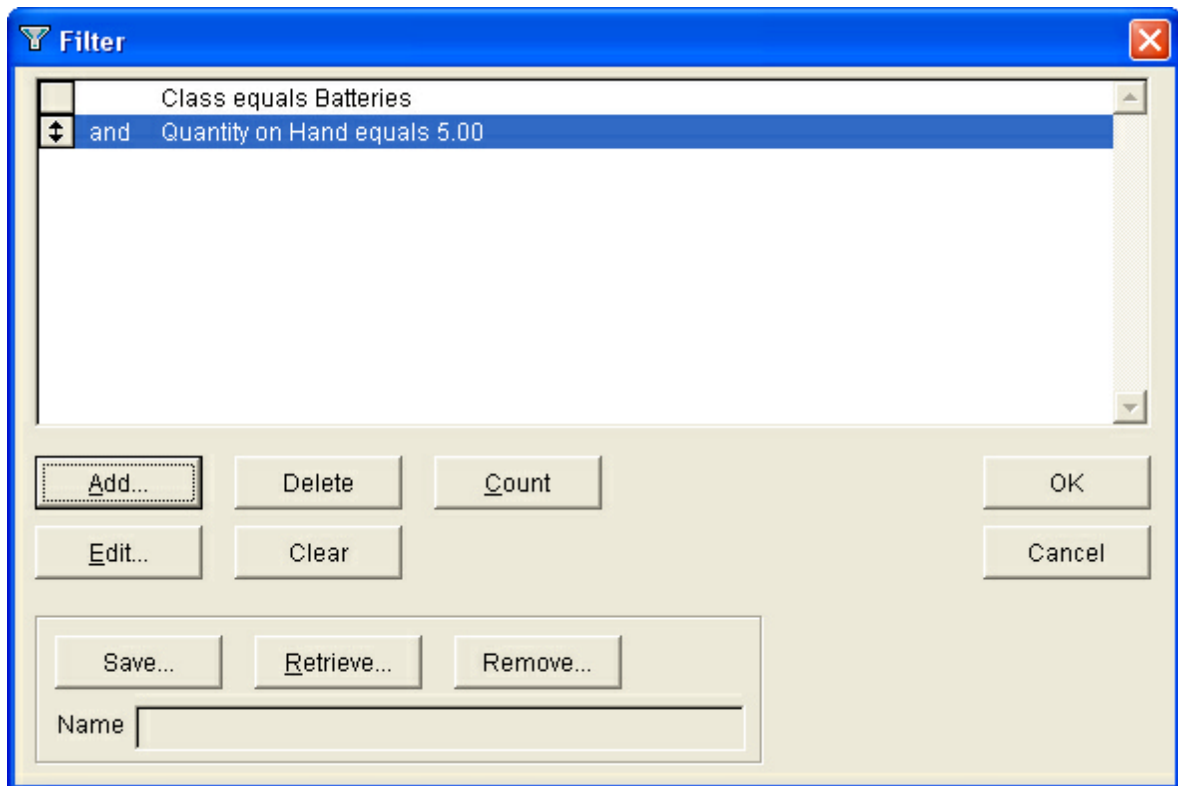 Filter
Class equals Batteries
and Quantity on Hand equals 5.00
Add... Delete Count OK
Edit... Clear Cancel
Save... Retrieve... Remove...
Name